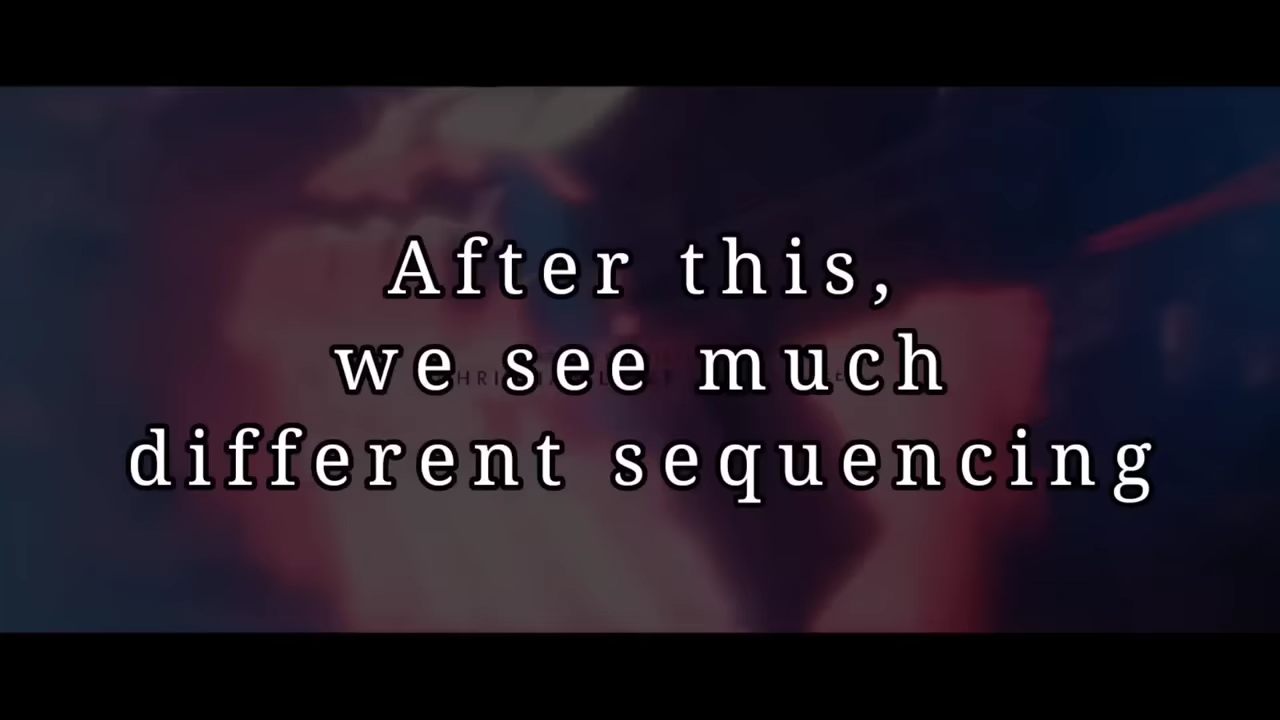 After this,
we see much
different sequencing